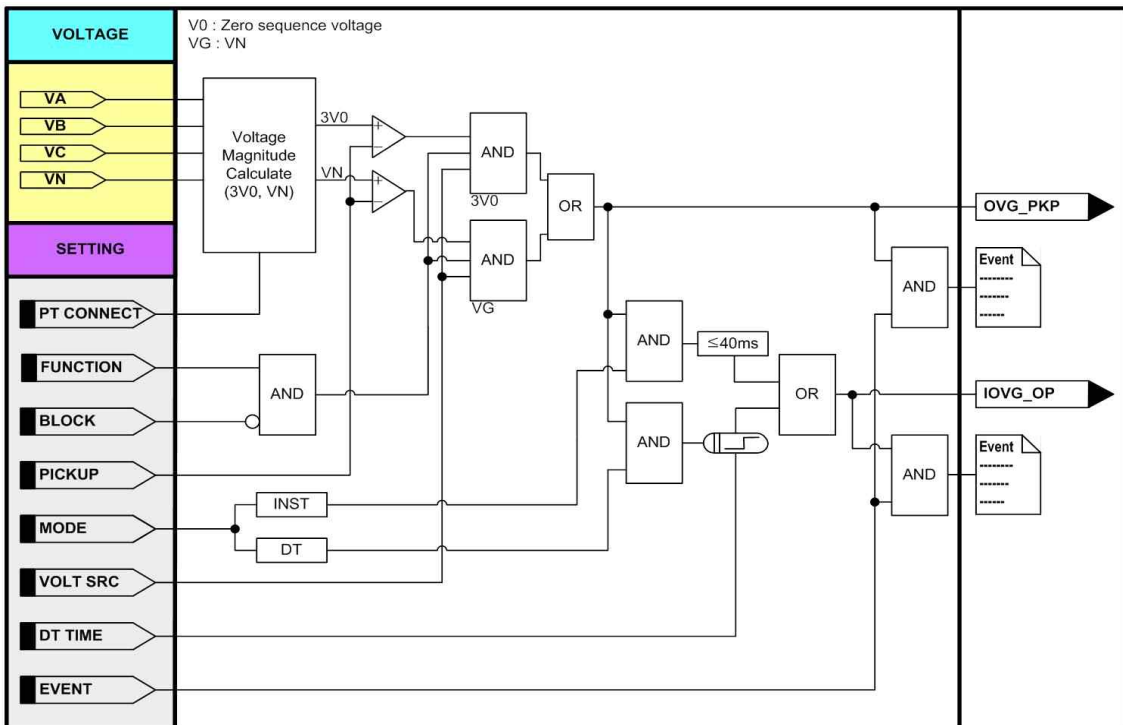 VOLTAGE
V0 : Zero sequence voltage
VG : VN
VA
VB
VC
VN
Voltage
Magnitude
Calculate
(3V0, VN)
3V0
+
−
VN
+
−
AND
3V0
AND
VG
OR
OVG_PKP
SETTING
AND
Event
PT CONNECT
FUNCTION
BLOCK
AND
AND
≤40ms
OR
IOVG_OP
AND
PICKUP
AND
Event
MODE
INST
DT
VOLT SRC
DT TIME
EVENT